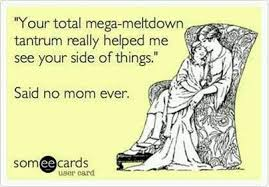 "Your total mega-meltdown
tantrum really helped me
see your side of things."
Said no mom ever.
someecards
user card